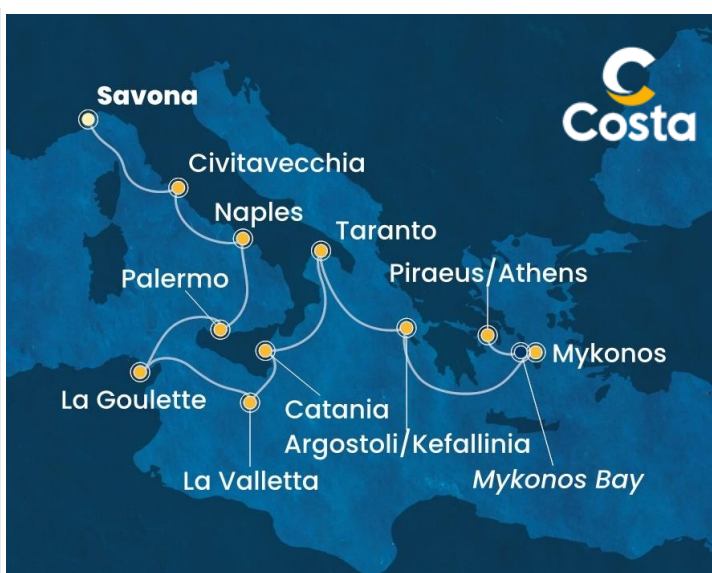 Savona
Costa
Civitavecchia
Naples
Taranto
Palermo
Piraeus/Athens
Mykonos
La Goulette
Catania
Argostoli/Kefallinia
La Valletta
Mykonos Bay